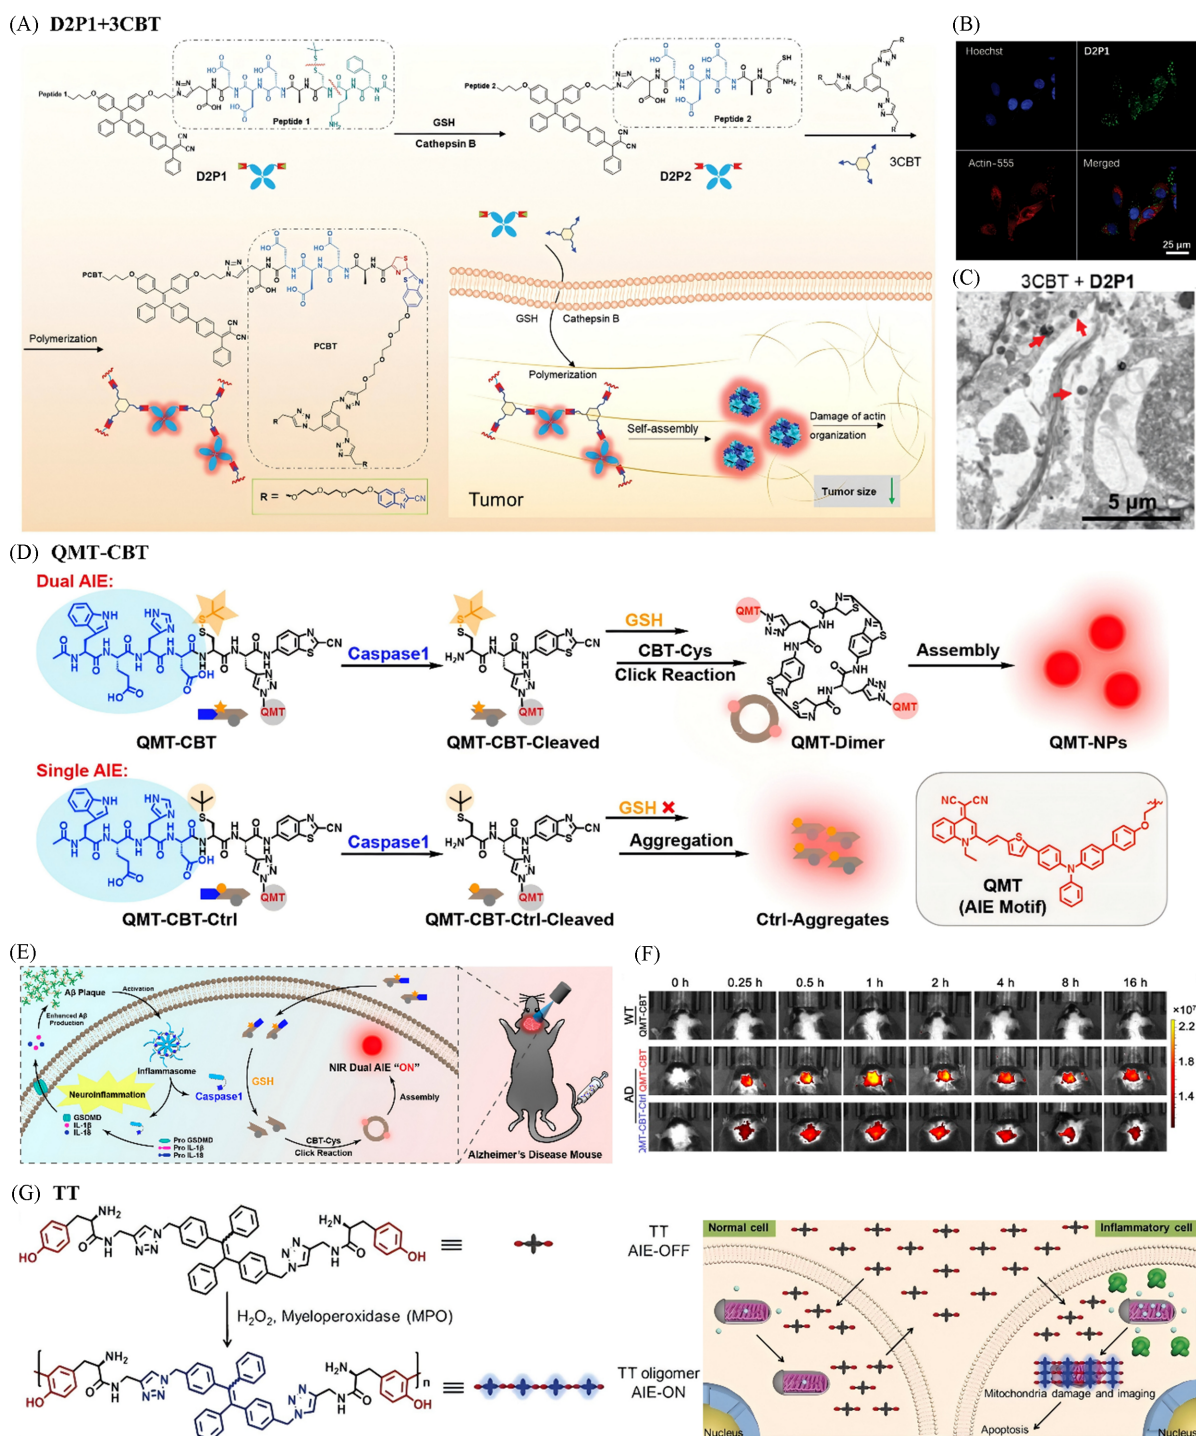 (A) D2P1+3CBT
Peptide 1
Peptide 1
D2P1
GSH
Cathepsin B
Peptide 2
Peptide 2
D2P2
3CBT
Polymerization
PCBT
PCBT
R =
GSH
Cathepsin B
Polymerization
Self-assembly
Damage of actin
organization
Tumor
Tumor size
(B)
Hoechst
D2P1
Actin-555
Merged
25 μm
(C)
3CBT + D2P1
5 μm
(D) QMT-CBT
Dual AIE:
QMT
QMT-CBT
Caspase1
QMT
QMT-CBT-Cleaved
GSH
CBT-Cys
Click Reaction
QMT
QMT
QMT-Dimer
Assembly
QMT-NPs
Single AIE:
QMT
QMT-CBT-Ctrl
Caspase1
QMT
QMT-CBT-Ctrl-Cleaved
GSH ✖
Aggregation
Ctrl-Aggregates
QMT
(AIE Motif)
(E)
Aβ Plaque
Activation
Enhanced Aβ
Production
Inflammasome
Neuroinflammation
Caspase1
GSDMD
IL-1β
IL-18
Pro GSDMD
Pro IL-1β
Pro IL-18
GSH
CBT-Cys
Click Reaction
Assembly
NIR Dual AIE "ON"
Alzheimer's Disease Mouse
(F)
0 h 0.25 h 0.5 h 1 h 2 h 4 h 8 h 16 h
WT
QMT-CBT
AD
QMT-CBT
QMT-CBT-Ctrl
×10⁷
2.2
1.8
1.4
(G) TT
H₂O₂, Myeloperoxidase (MPO)
n
TT
AIE-OFF
TT oligomer
AIE-ON
Normal cell
Inflammatory cell
Mitochondria damage and imaging
Apoptosis
Nucleus
Nucleus